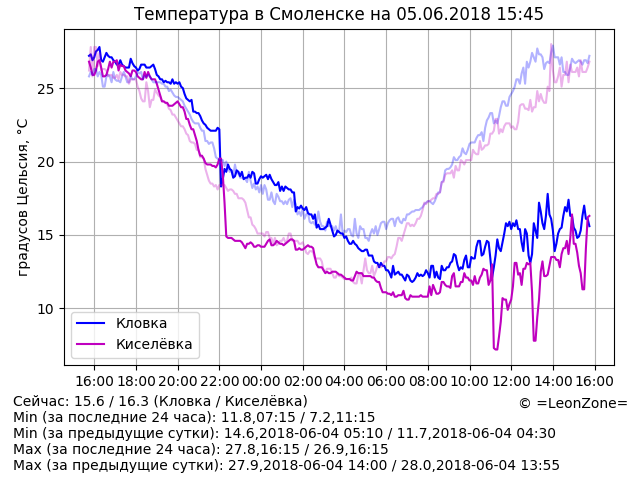 Температура в Смоленске на 05.06.2018 15:45
градусов Цельсия, °C
25
20
15
10
Кловка
Киселёвка
16:00 18:00 20:00 22:00 00:00 02:00 04:00 06:00 08:00 10:00 12:00 14:00 16:00
Сейчас: 15.6 / 16.3 (Кловка / Киселёвка)
© =LeonZone=
Min (за последние 24 часа): 11.8,07:15 / 7.2,11:15
Min (за предыдущие сутки): 14.6,2018-06-04 05:10 / 11.7,2018-06-04 04:30
Max (за последние 24 часа): 27.8,16:15 / 26.9,16:15
Max (за предыдущие сутки): 27.9,2018-06-04 14:00 / 28.0,2018-06-04 13:55